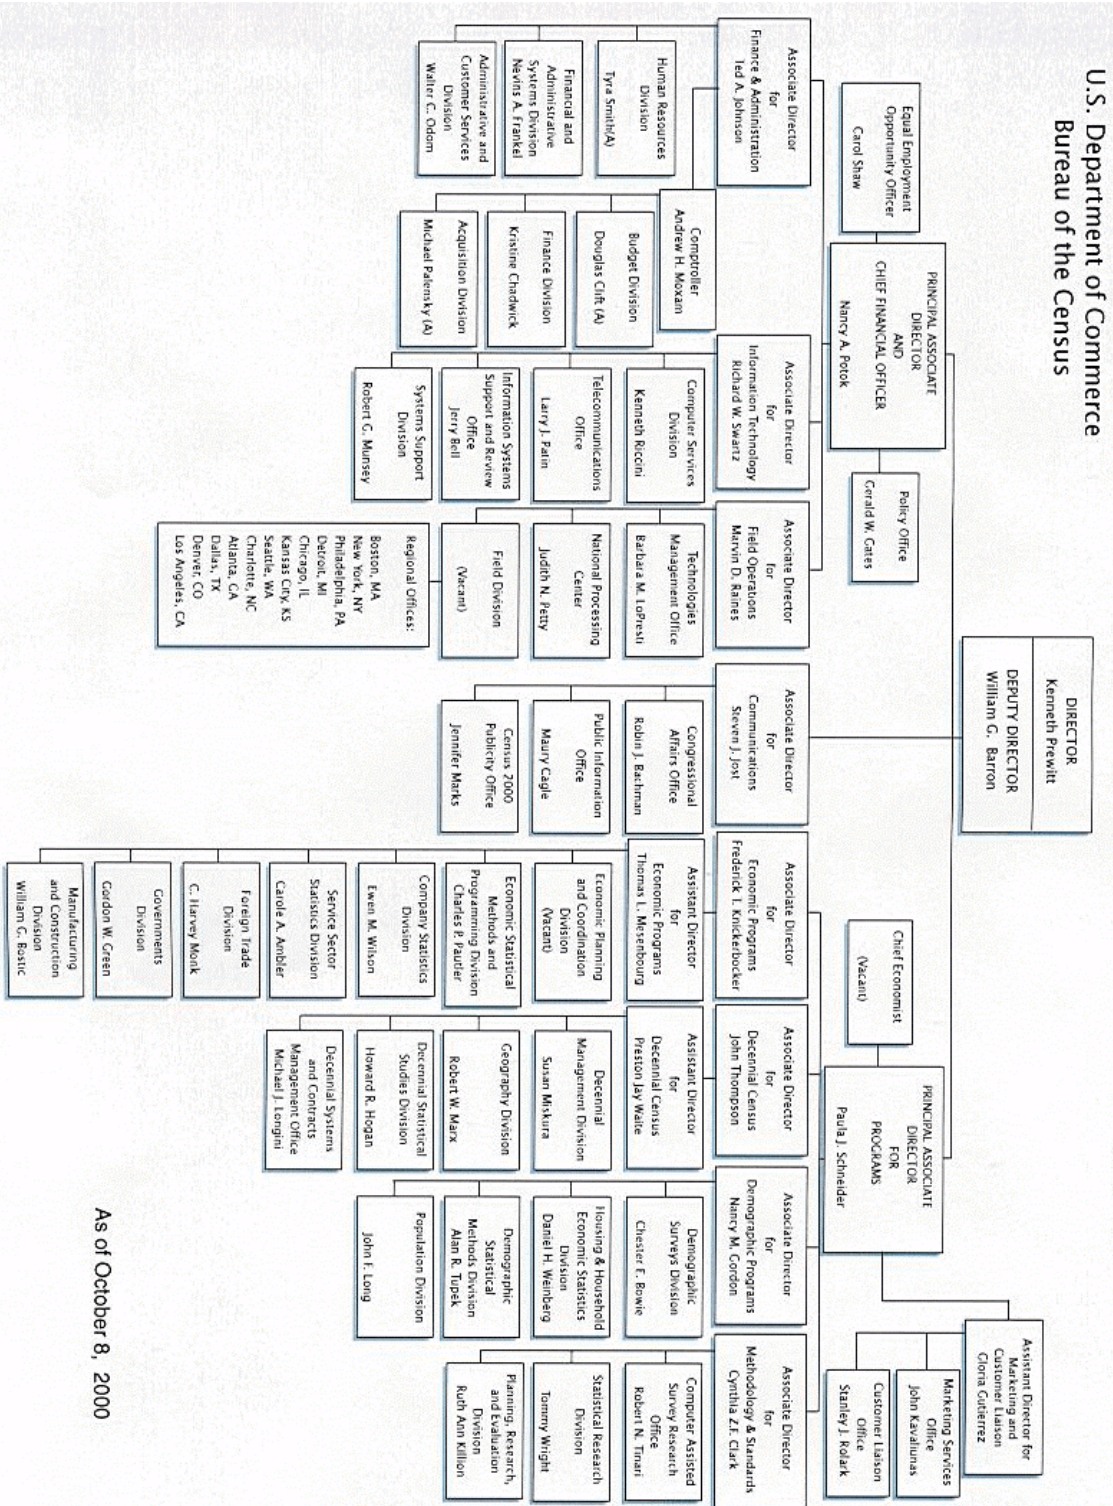 U.S. Department of Commerce
Bureau of the Census
DIRECTOR
Kenneth Prewitt
DEPUTY DIRECTOR
William G. Barron
Equal Employment
Opportunity Officer
Carol Shaw
PRINCIPAL ASSOCIATE
DIRECTOR
AND
CHIEF FINANCIAL OFFICER
Nancy A. Potok
Policy Office
Gerald W. Gates
Chief Economist
(Vacant)
PRINCIPAL ASSOCIATE
DIRECTOR
FOR
PROGRAMS
Paula J. Schneider
Assistant Director for
Marketing and
Customer Liaison
Gloria Gutierrez
Marketing Services
Office
John Kavaliunas
Customer Liaison
Office
Stanley J. Rolark
Associate Director
for
Finance & Administration
Ted A. Johnson
Human Resources
Division
Tyra Smith(A)
Financial and
Administrative
Systems Division
Nevins A. Frankel
Administrative and
Customer Services
Division
Walter C. Odom
Comptroller
Andrew H. Moxam
Budget Division
Douglas Clift (A)
Finance Division
Kristine Chadwick
Acquisition Division
Michael Palensky (A)
Associate Director
for
Information Technology
Richard W. Swartz
Computer Services
Division
Kenneth Riccini
Telecommunications
Office
Larry J. Patin
Information Systems
Support and Review
Office
Jerry Bell
Systems Support
Division
Robert G. Munsey
Associate Director
for
Field Operations
Marvin D. Raines
Technologies
Management Office
Barbara M. LoPresti
National Processing
Center
Judith N. Petty
Field Division
(Vacant)
Regional Offices:
Boston, MA
New York, NY
Philadelphia, PA
Detroit, MI
Chicago, IL
Kansas City, KS
Seattle, WA
Charlotte, NC
Atlanta, GA
Dallas, TX
Denver, CO
Los Angeles, CA
Associate Director
for
Communications
Steven J. Jost
Congressional
Affairs Office
Robin J. Bachman
Public Information
Office
Maury Cagle
Census 2000
Publicity Office
Jennifer Marks
Associate Director
for
Economic Programs
Frederick T. Knickerbocker
Assistant Director
for
Economic Programs
Thomas L. Mesenbourg
Economic Planning
and Coordination
Division
(Vacant)
Economic Statistical
Methods and
Programming Division
Charles P. Pautler
Company Statistics
Division
Ewen M. Wilson
Service Sector
Statistics Division
Carole A. Ambler
Foreign Trade
Division
C. Harvey Monk
Governments
Division
Gordon W. Green
Manufacturing
and Construction
Division
William G. Bostic
Associate Director
for
Decennial Census
John Thompson
Assistant Director
for
Decennial Census
Preston Jay Waite
Decennial
Management Division
Susan Miskura
Geography Division
Robert W. Marx
Decennial Statistical
Studies Division
Howard R. Hogan
Decennial Systems
and Contracts
Management Office
Michael J. Longini
Associate Director
for
Demographic Programs
Nancy M. Gordon
Demographic
Surveys Division
Chester E. Bowie
Housing & Household
Economic Statistics
Division
Daniel H. Weinberg
Demographic
Statistical
Methods Division
Alan R. Tupek
Population Division
John F. Long
Associate Director
for
Methodology & Standards
Cynthia Z.F. Clark
Computer Assisted
Survey Research
Office
Robert N. Tinari
Statistical Research
Division
Tommy Wright
Planning, Research,
and Evaluation
Division
Ruth Ann Killion
As of October 8, 2000